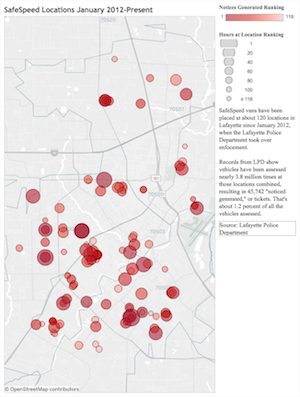 SafeSpeed Locations January 2012-Present
Notices Generated Ranking
1 118
Hours at Location Ranking
1
20
40
60
80
100
≥ 118
SafeSpeed vans have been
placed at about 120 locations in
Lafayette since January 2012,
when the Lafayette Police
Department took over
enforcement.
Records from LPD show
vehicles have been assessed
nearly 3.8 million times at
those locations combined,
resulting in 45,742 "noticed
generated," or tickets. That's
about 1.2 percent of all the
vehicles assessed.
Source: Lafayette Police
Department
70520
70507
70503
© OpenStreetMap contributors